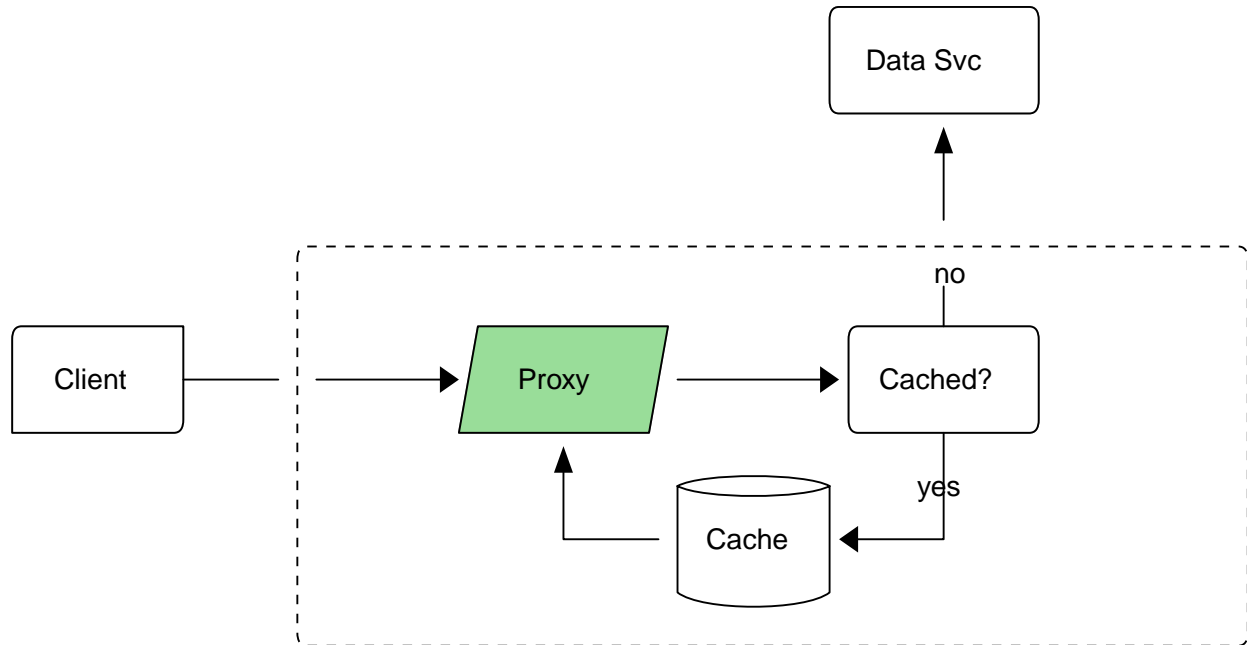 Data Svc
no
Client
Proxy
Cached?
yes
Cache